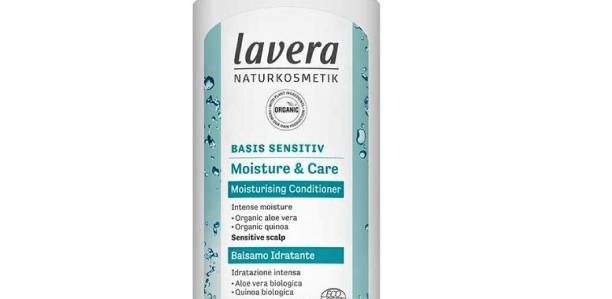 lavera
NATURKOSMETIK
ORGANIC
BASIS SENSITIV
Moisture & Care
Moisturising Conditioner
Intense moisture
• Organic aloe vera
• Organic quinoa
Sensitive scalp
Balsamo Idratante
Idratazione intensa
• Aloe vera biologica
• Quinoa biologica